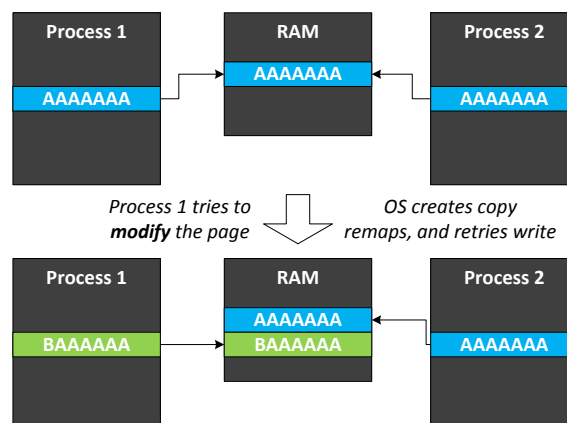 Process 1
RAM
Process 2
AAAAAAA
AAAAAAA
AAAAAAA
Process 1 tries to
modify the page
OS creates copy
remaps, and retries write
Process 1
RAM
Process 2
AAAAAAA
BAAAAAA
BAAAAAA
AAAAAAA